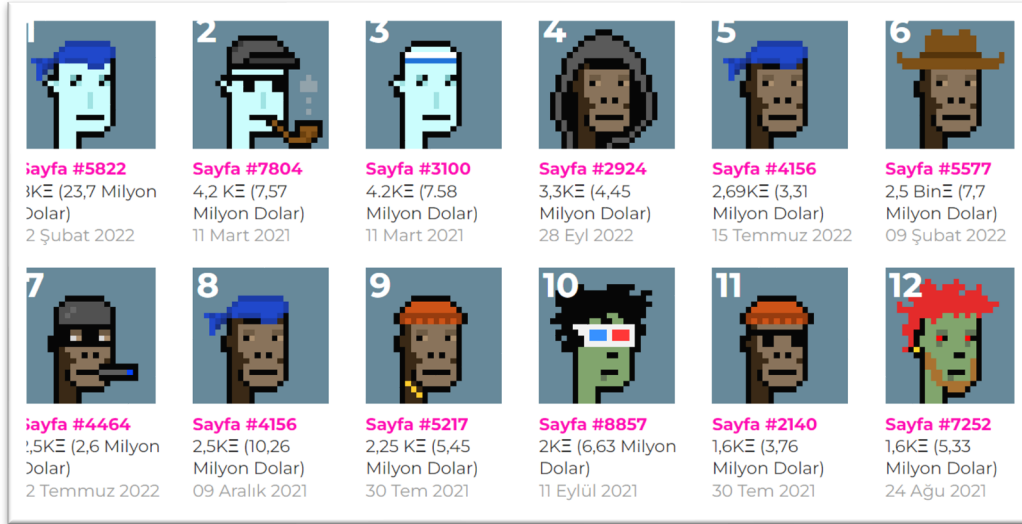 1
2
3
4
5
6
Sayfa #5822
Sayfa #7804
Sayfa #3100
Sayfa #2924
Sayfa #4156
Sayfa #5577
8KΞ (23,7 Milyon
Dolar)
4,2 KΞ (7,57
Milyon Dolar)
4.2KΞ (7.58
Milyon Dolar)
3,3KΞ (4,45
Milyon Dolar)
2,69KΞ (3,31
Milyon Dolar)
2,5 BinΞ (7,7
Milyon Dolar)
2 Şubat 2022
11 Mart 2021
11 Mart 2021
28 Eyl 2022
15 Temmuz 2022
09 Şubat 2022
7
8
9
10
11
12
Sayfa #4464
Sayfa #4156
Sayfa #5217
Sayfa #8857
Sayfa #2140
Sayfa #7252
,5KΞ (2,6 Milyon
Dolar)
2,5KΞ (10,26
Milyon Dolar)
2,25 KΞ (5,45
Milyon Dolar)
2KΞ (6,63 Milyon
Dolar)
1,6KΞ (3,76
Milyon Dolar)
1,6KΞ (5,33
Milyon Dolar)
2 Temmuz 2022
09 Aralık 2021
30 Tem 2021
11 Eylül 2021
30 Tem 2021
24 Ağu 2021